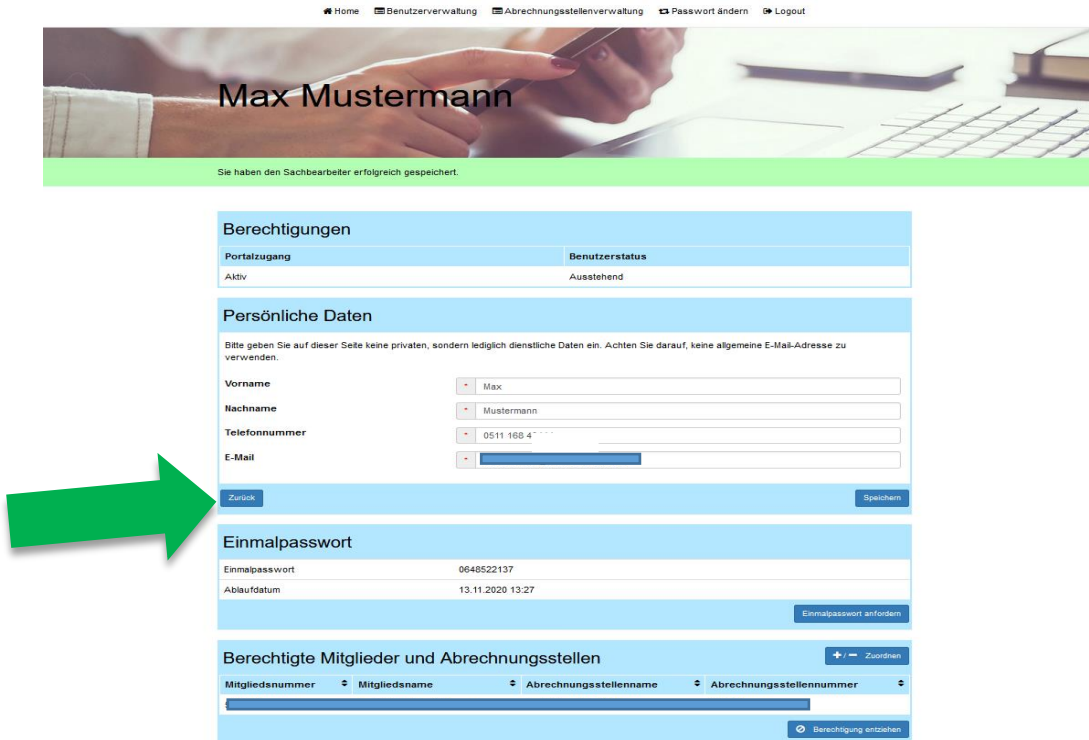 Home Benutzerverwaltung Abrechnungsstellenverwaltung Passwort ändern Logout
Max Mustermann
Sie haben den Sachbearbeiter erfolgreich gespeichert.
Berechtigungen
Portalzugang Benutzerstatus
Aktiv Ausstehend
Persönliche Daten
Bitte geben Sie auf dieser Seite keine privaten, sondern lediglich dienstliche Daten ein. Achten Sie darauf, keine allgemeine E-Mail-Adresse zu
verwenden.
Vorname * Max
Nachname * Mustermann
Telefonnummer * 0511 168 4
E-Mail *
Zurück Speichern
Einmalpasswort
Einmalpasswort 0648522137
Ablaufdatum 13.11.2020 13:27
Einmalpasswort anfordern
Berechtigte Mitglieder und Abrechnungsstellen + / − Zuordnen
Mitgliedsnummer Mitgliedsname Abrechnungsstellenname Abrechnungsstellennummer
Berechtigung entziehen